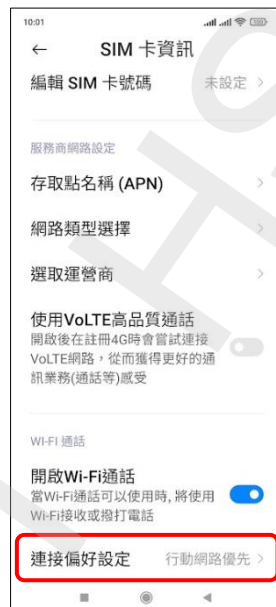 10:01
SIM 卡資訊
編輯 SIM 卡號碼 未設定
服務商網路設定
存取點名稱 (APN)
網路類型選擇
選取運營商
使用VoLTE高品質通話
開啟後在註冊4G時會嘗試連接
VoLTE網路，從而獲得更好的通
訊業務(通話等)感受
WI-FI 通話
開啟Wi-Fi通話
當Wi-Fi通話可以使用時, 將使用
Wi-Fi接收或撥打電話
連接偏好設定 行動網路優先